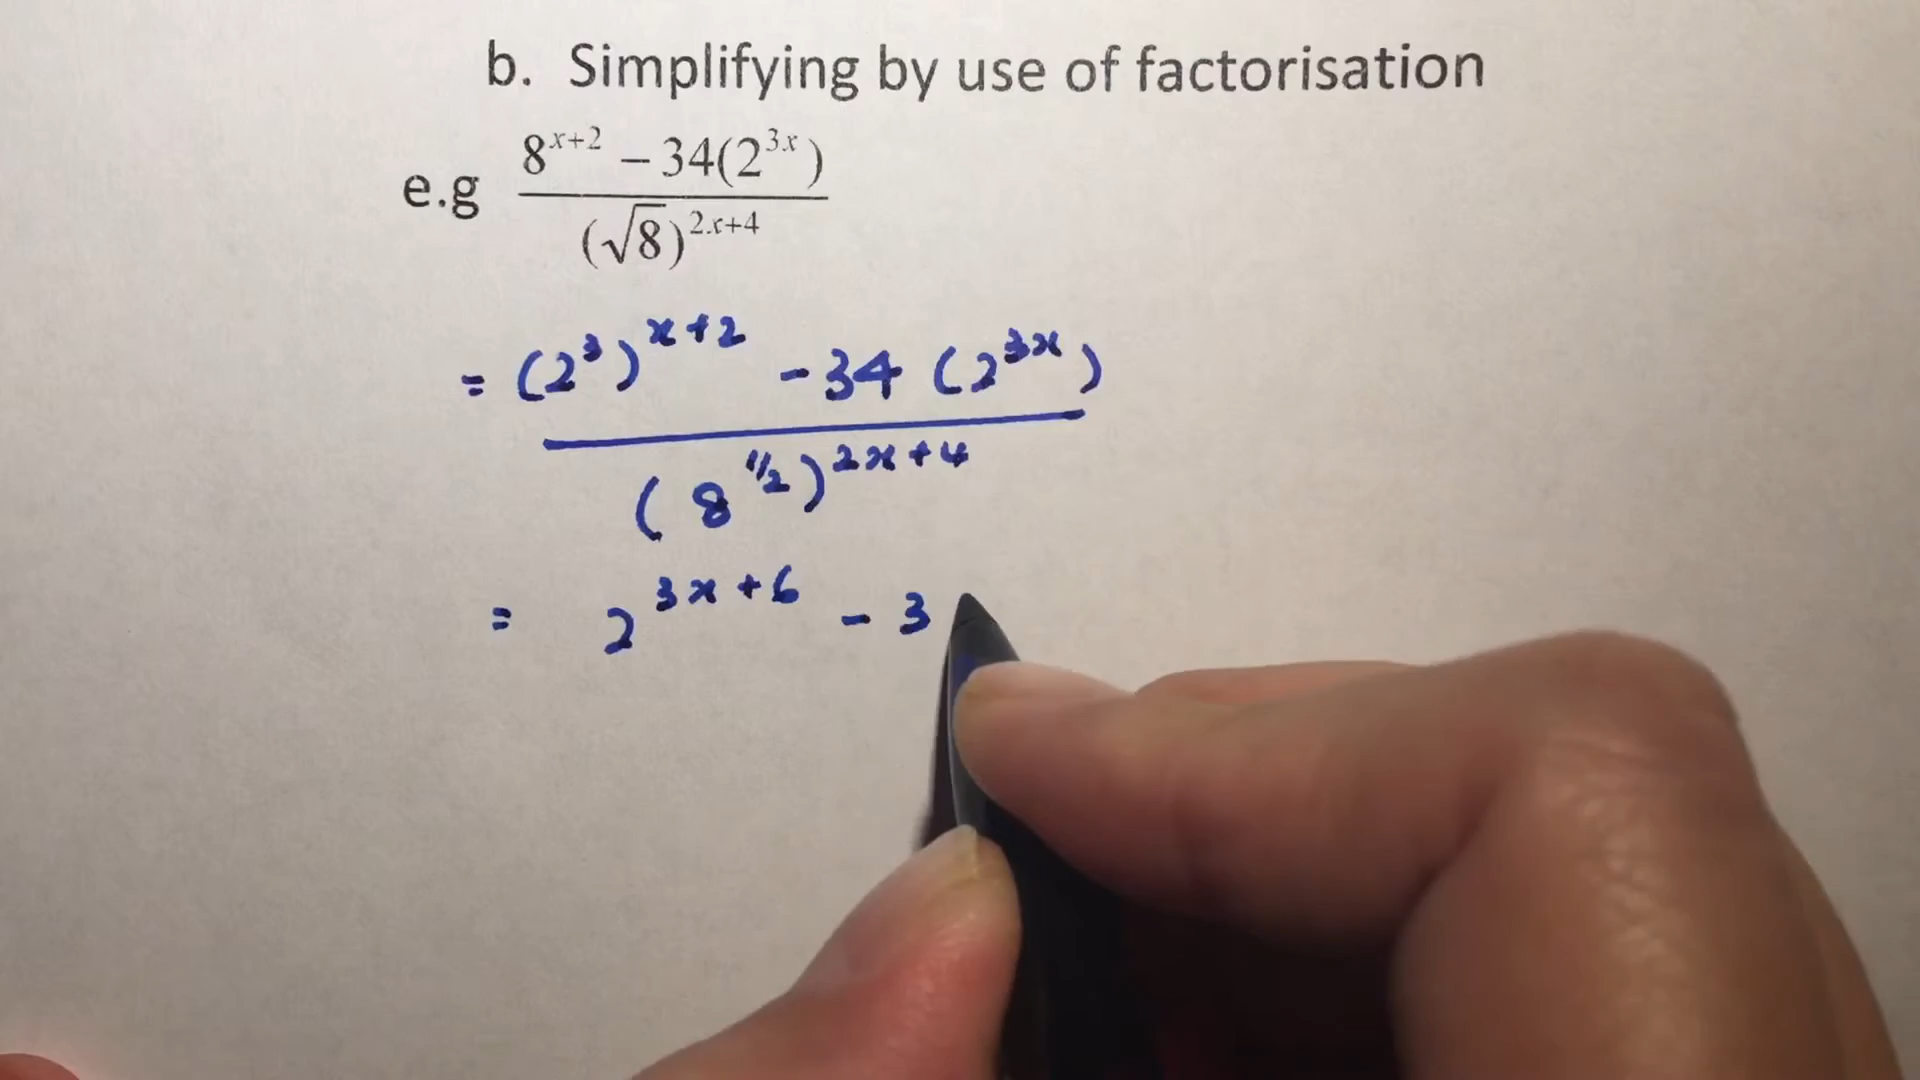 b. Simplifying by use of factorisation
e.g (8^(x+2) − 34(2^(3x))) / (√8)^(2x+4)
= ((2^3)^(x+2) - 34 (2^(3x))) / (8^(1/2))^(2x+4)
= 2^(3x+6) - 3